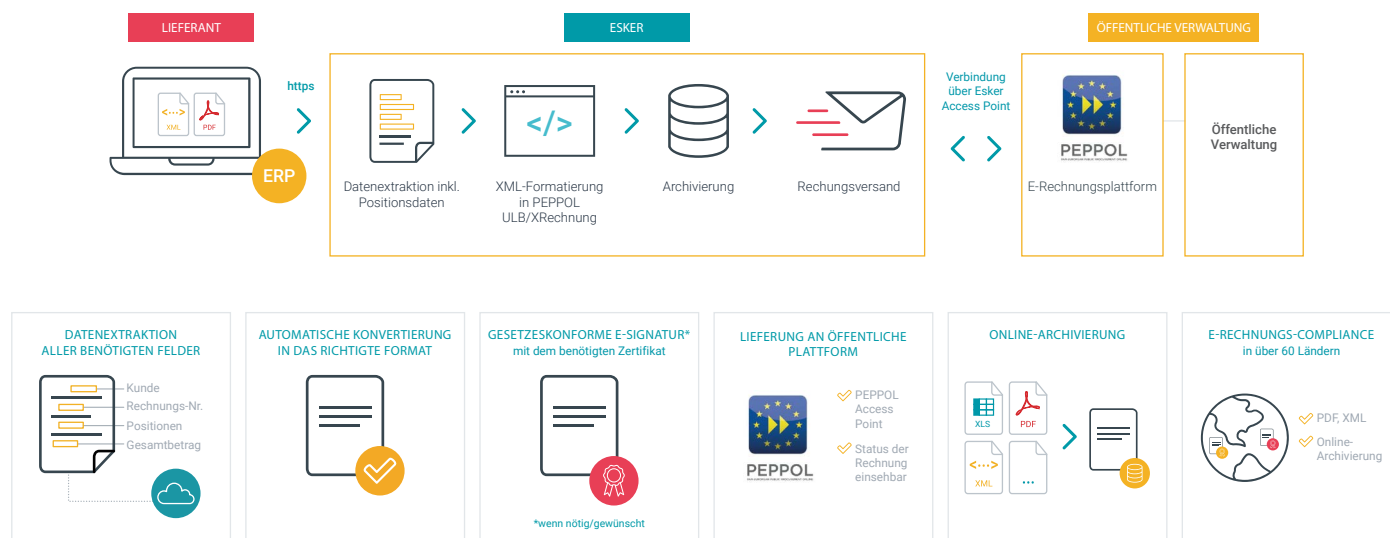 LIEFERANT
ESKER
ÖFFENTLICHE VERWALTUNG
XML
PDF
ERP
https
Datenextraktion inkl.
Positionsdaten
</>
XML-Formatierung
in PEPPOL
ULB/XRechnung
Archivierung
Rechungsversand
Verbindung
über Esker
Access Point
PEPPOL
E-Rechnungsplattform
Öffentliche
Verwaltung
DATENEXTRAKTION
ALLER BENÖTIGTEN FELDER
Kunde
Rechnungs-Nr.
Positionen
Gesamtbetrag
AUTOMATISCHE KONVERTIERUNG
IN DAS RICHTIGTE FORMAT
GESETZESKONFORME E-SIGNATUR*
mit dem benötigten Zertifikat
*wenn nötig/gewünscht
LIEFERUNG AN ÖFFENTLICHE
PLATTFORM
PEPPOL
PEPPOL
Access
Point
Status der
Rechnung
einsehbar
ONLINE-ARCHIVIERUNG
XLS
PDF
<···>
XML
...
E-RECHNUNGS-COMPLIANCE
in über 60 Ländern
PDF, XML
Online-
Archivierung